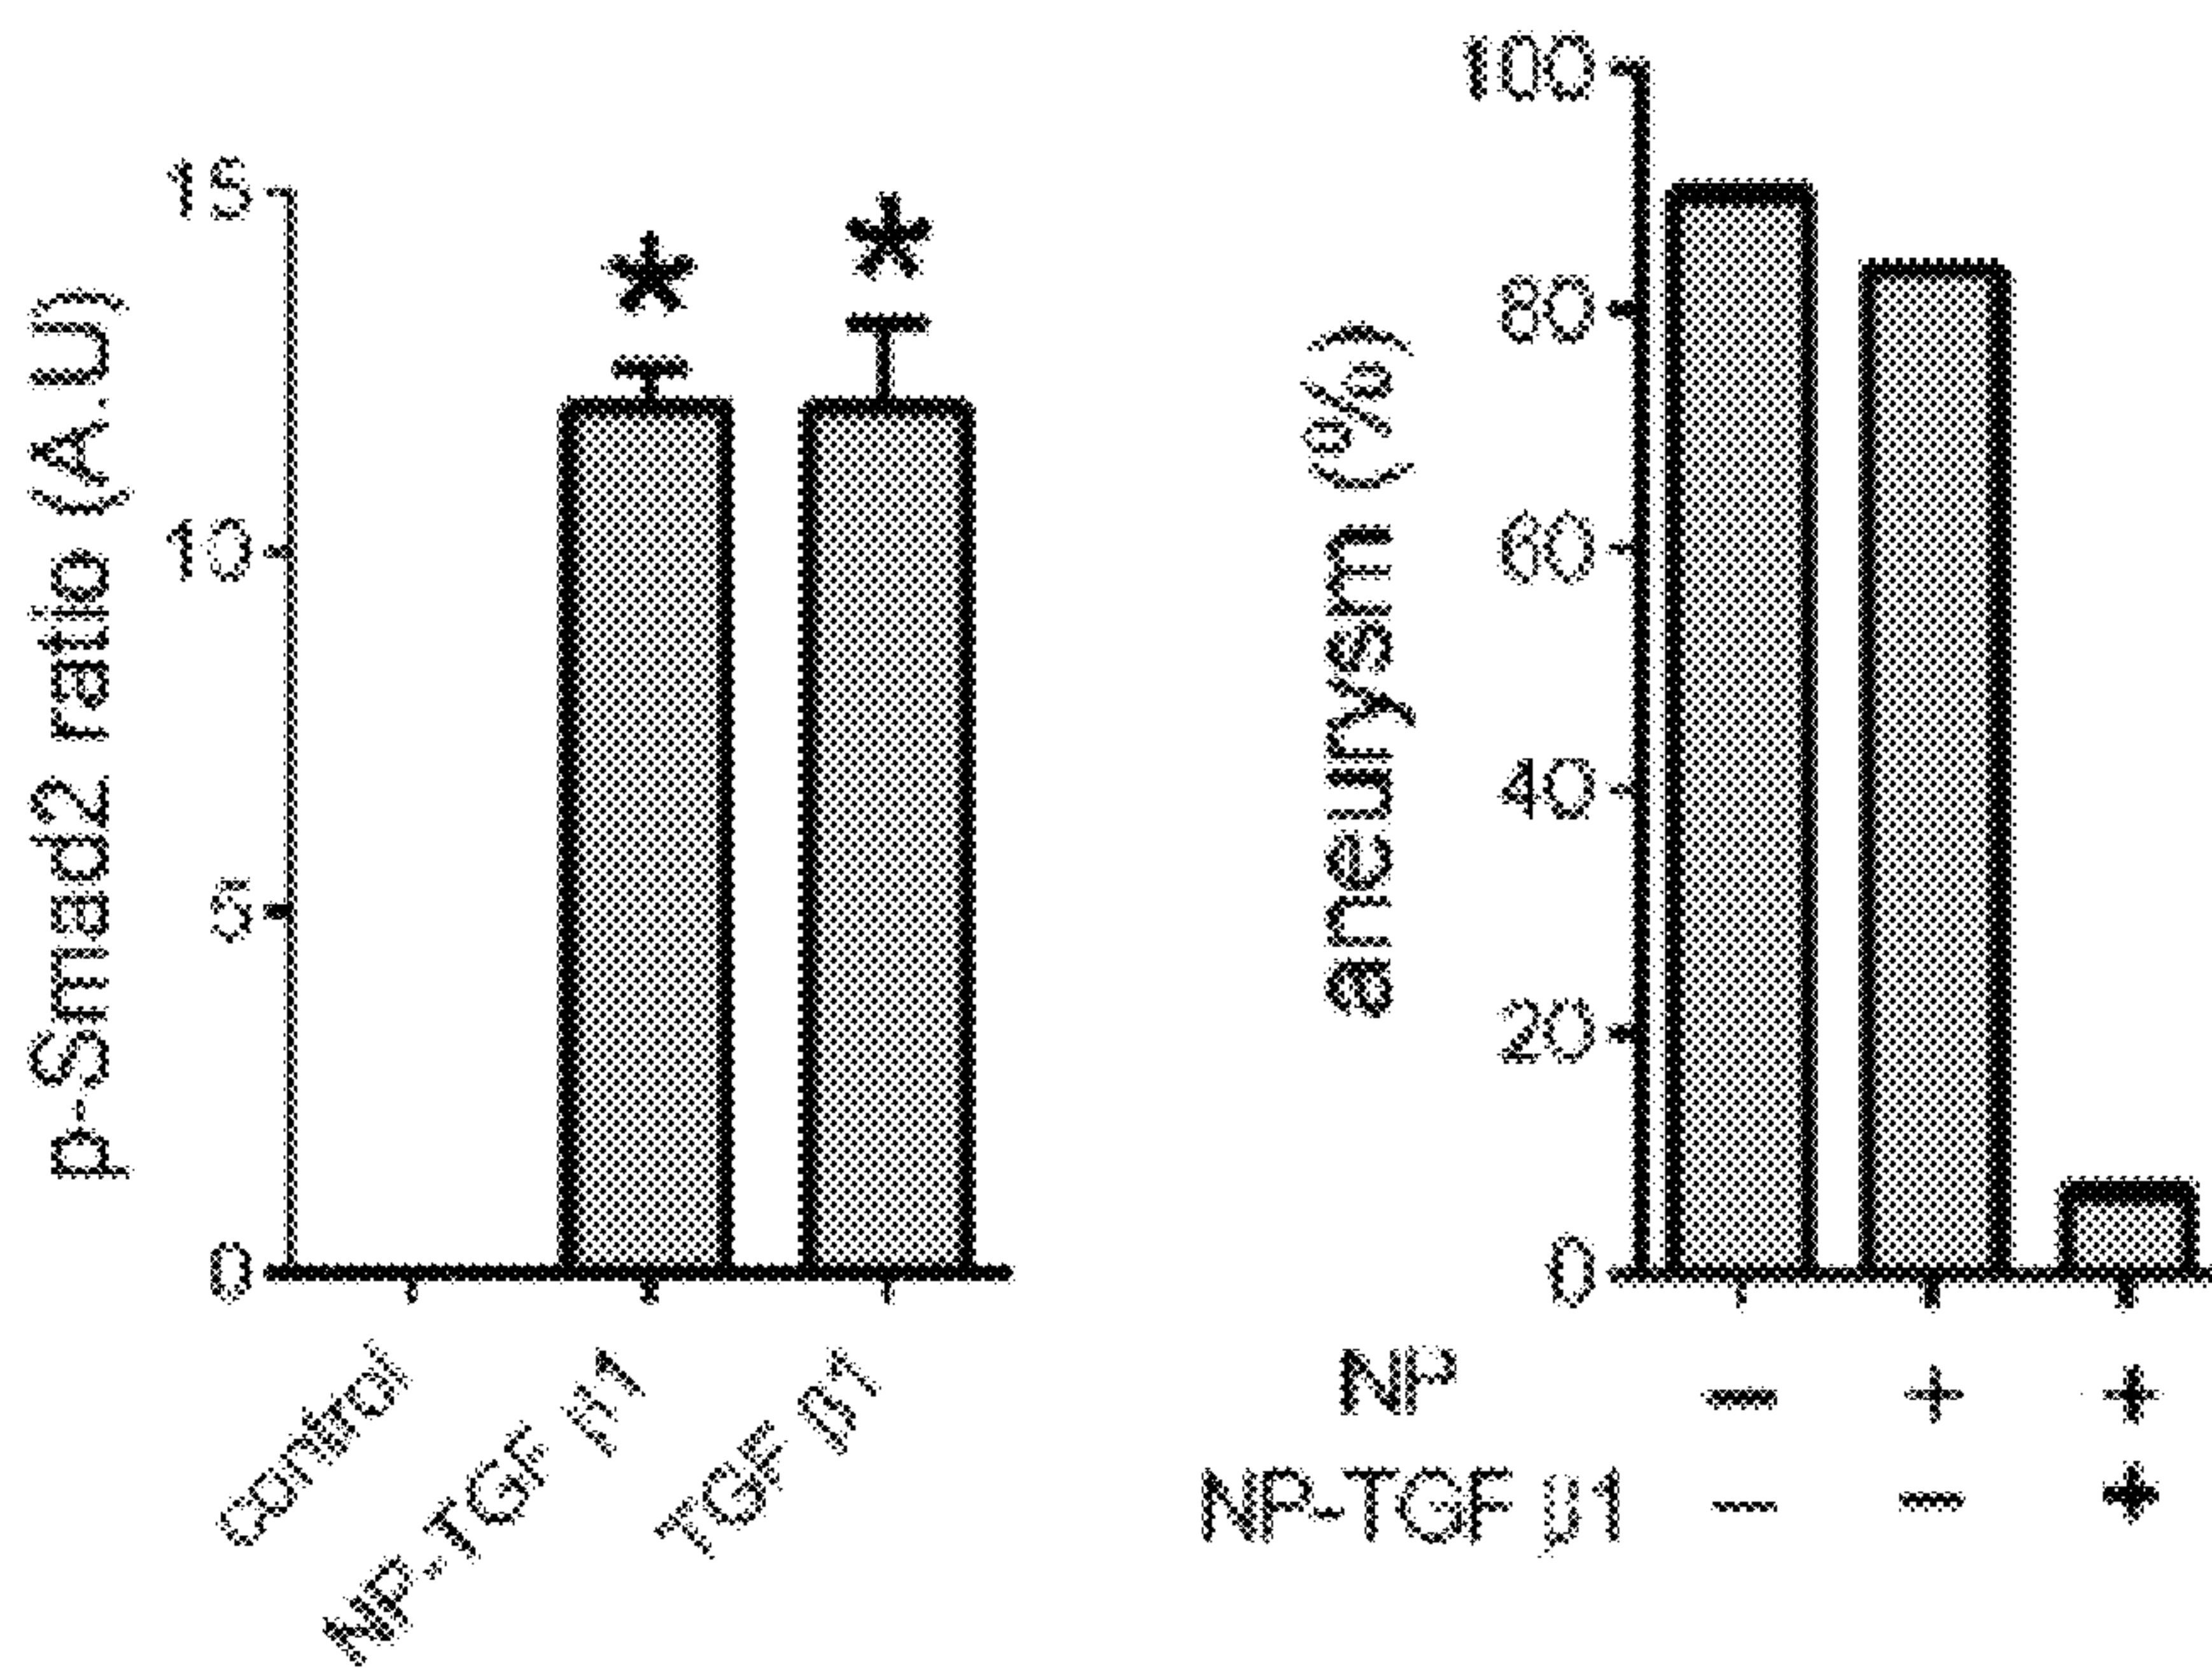 p-Smad2 ratio (A.U)
15
10
5
0
*
*
control
NP-TGF β1
TGF β1
aneurysm (%)
100
80
60
40
20
0
NP − + +
NP-TGF β1 − − +